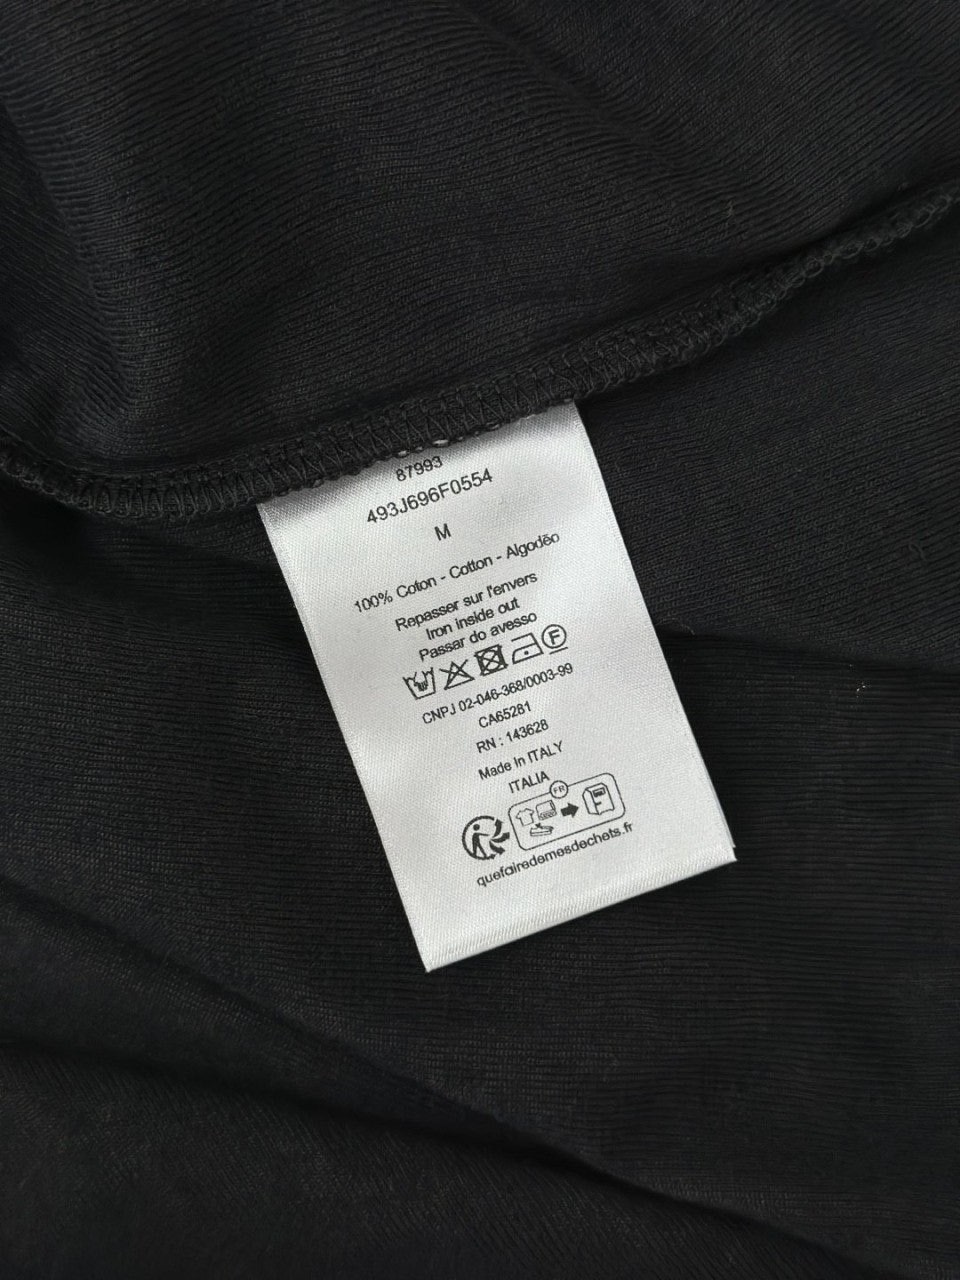 87993
493J696F0554
M
100% Coton - Cotton - Algodëo
Repasser sur l'envers
Iron inside out
Passar do avesso
F
CNPJ 02-046-368/0003-99
CA65281
RN : 143628
Made in ITALY
ITALIA
FR
quefairedemesdechets.fr